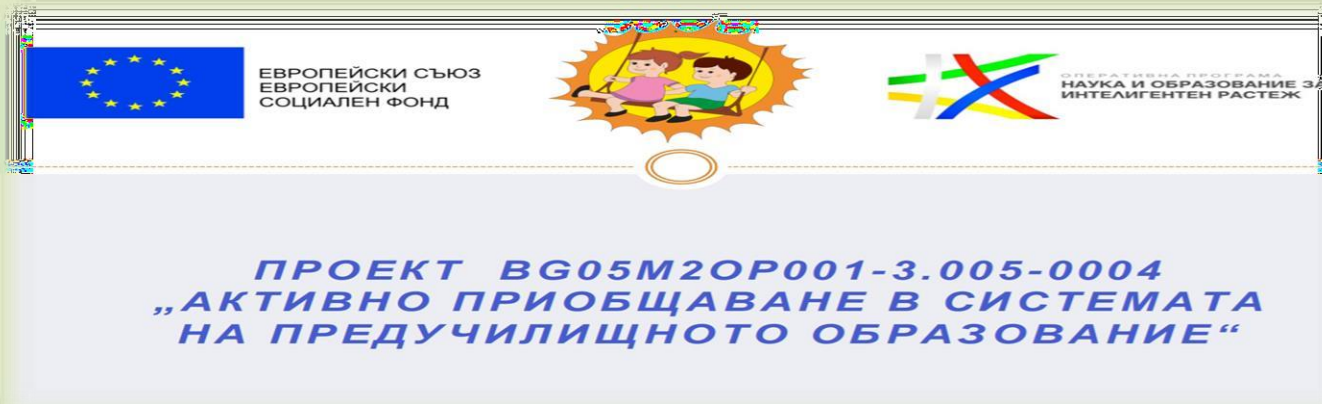 ЕВРОПЕЙСКИ СЪЮЗ
ЕВРОПЕЙСКИ
СОЦИАЛЕН ФОНД
ОПЕРАТИВНА ПРОГРАМА
НАУКА И ОБРАЗОВАНИЕ ЗА
ИНТЕЛИГЕНТЕН РАСТЕЖ
ПРОЕКТ BG05M2OP001-3.005-0004
„АКТИВНО ПРИОБЩАВАНЕ В СИСТЕМАТА
НА ПРЕДУЧИЛИЩНОТО ОБРАЗОВАНИЕ“